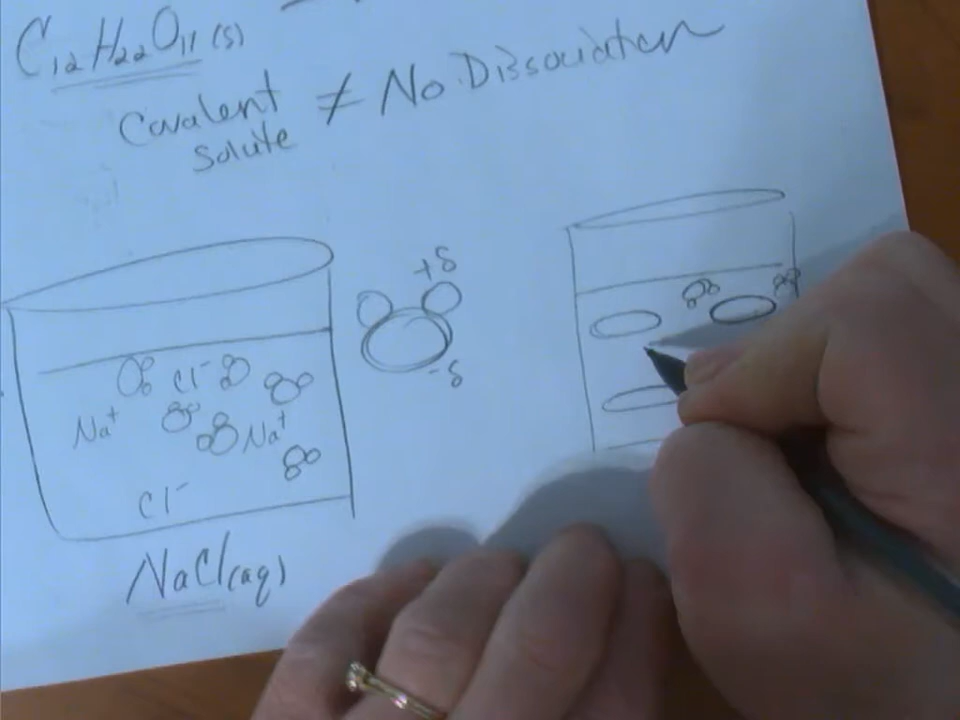 C₁₂H₂₂O₁₁(s)
Covalent ≠ No Dissociation
solute
+δ
-δ
Cl⁻
Na⁺ Na⁺
Cl⁻
NaCl(aq)